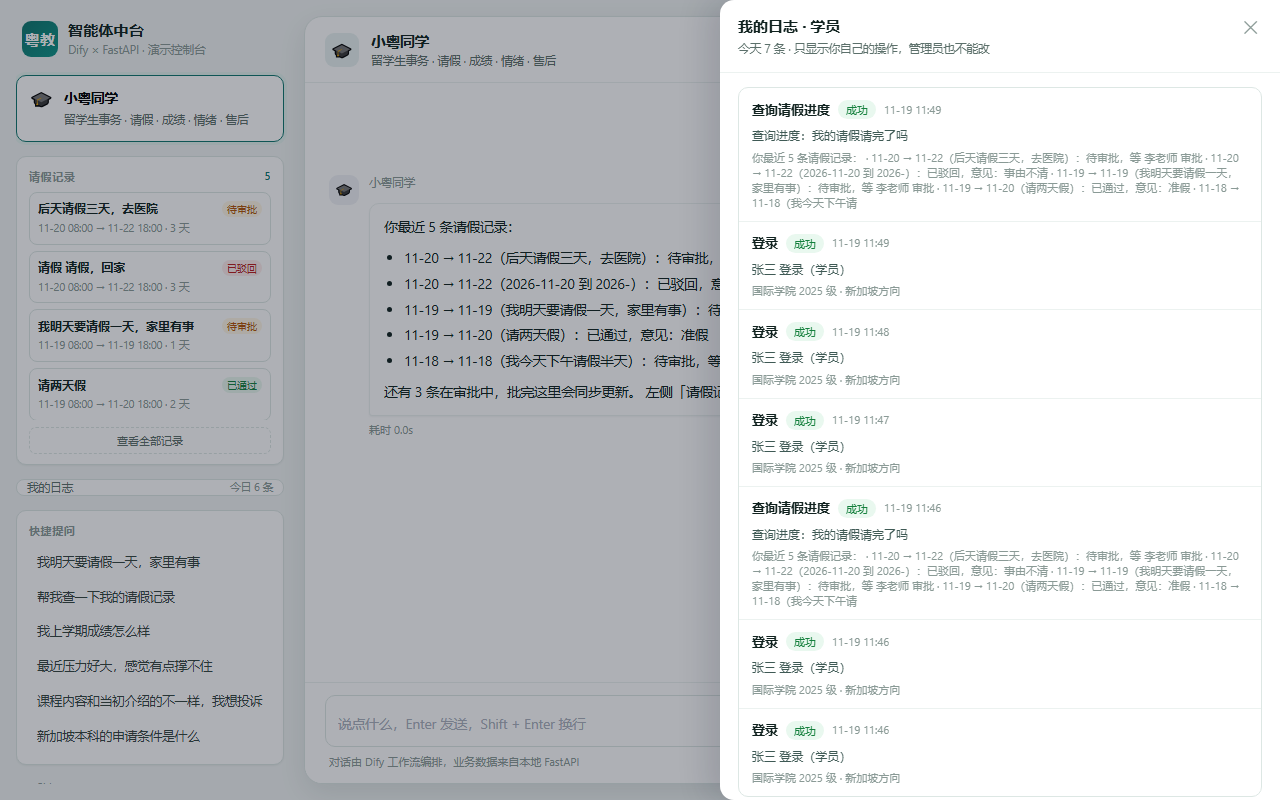 粤教
智能体中台
Dify × FastAPI · 演示控制台
小粤同学
留学生事务 · 请假 · 成绩 · 情绪 · 售后
请假记录
5
后天请假三天，去医院
待审批
11-20 08:00 → 11-22 18:00 · 3 天
请假 请假，回家
已驳回
11-20 08:00 → 11-22 18:00 · 3 天
我明天要请假一天，家里有事
待审批
11-19 08:00 → 11-19 18:00 · 1 天
请两天假
已通过
11-19 08:00 → 11-20 18:00 · 2 天
查看全部记录
我的日志
今日 6 条
快捷提问
我明天要请假一天，家里有事
帮我查一下我的请假记录
我上学期成绩怎么样
最近压力好大，感觉有点撑不住
课程内容和当初介绍的不一样，我想投诉
新加坡本科的申请条件是什么
小粤同学
留学生事务 · 请假 · 成绩 · 情绪 · 售后
小粤同学
你最近 5 条请假记录：
• 11-20 → 11-22（后天请假三天，去医院）：待审批，
• 11-20 → 11-22（2026-11-20 到 2026-）：已驳回，意
• 11-19 → 11-19（我明天要请假一天，家里有事）：待
• 11-19 → 11-20（请两天假）：已通过，意见：准假
• 11-18 → 11-18（我今天下午请假半天）：待审批，等
还有 3 条在审批中，批完这里会同步更新。 左侧「请假记
耗时 0.0s
说点什么，Enter 发送，Shift + Enter 换行
对话由 Dify 工作流编排，业务数据来自本地 FastAPI
我的日志 · 学员
今天 7 条 · 只显示你自己的操作，管理员也不能改
查询请假进度
成功
11-19 11:49
查询进度：我的请假请完了吗
你最近 5 条请假记录： · 11-20 → 11-22（后天请假三天，去医院）：待审批，等 李老师 审批 · 11-20
→ 11-22（2026-11-20 到 2026-）：已驳回，意见：事由不清 · 11-19 → 11-19（我明天要请假一天，
家里有事）：待审批，等 李老师 审批 · 11-19 → 11-20（请两天假）：已通过，意见：准假 · 11-18 →
11-18（我今天下午请
登录
成功
11-19 11:49
张三 登录（学员）
国际学院 2025 级 · 新加坡方向
登录
成功
11-19 11:48
张三 登录（学员）
国际学院 2025 级 · 新加坡方向
登录
成功
11-19 11:47
张三 登录（学员）
国际学院 2025 级 · 新加坡方向
查询请假进度
成功
11-19 11:46
查询进度：我的请假请完了吗
你最近 5 条请假记录： · 11-20 → 11-22（后天请假三天，去医院）：待审批，等 李老师 审批 · 11-20
→ 11-22（2026-11-20 到 2026-）：已驳回，意见：事由不清 · 11-19 → 11-19（我明天要请假一天，
家里有事）：待审批，等 李老师 审批 · 11-19 → 11-20（请两天假）：已通过，意见：准假 · 11-18 →
11-18（我今天下午请
登录
成功
11-19 11:46
张三 登录（学员）
国际学院 2025 级 · 新加坡方向
登录
成功
11-19 11:46
张三 登录（学员）
国际学院 2025 级 · 新加坡方向